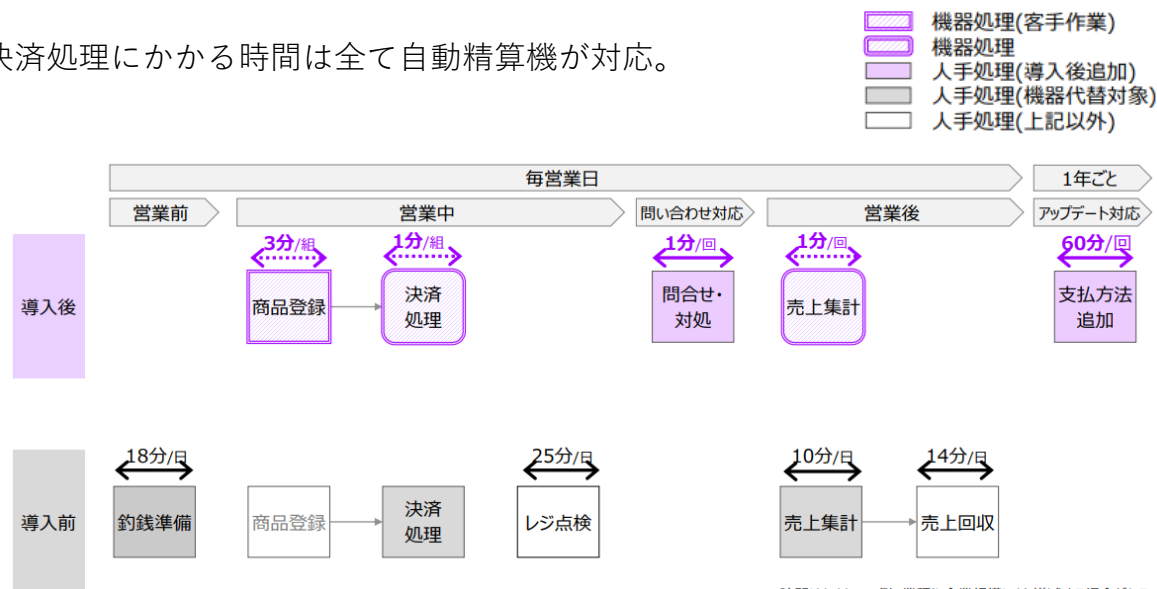 決済処理にかかる時間は全て自動精算機が対応。
機器処理(客手作業)
機器処理
人手処理(導入後追加)
人手処理(機器代替対象)
人手処理(上記以外)
毎営業日
1年ごと
営業前
営業中
問い合わせ対応
営業後
アップデート対応
導入後
3分/組
1分/組
1分/回
1分/回
60分/回
商品登録
決済
処理
問合せ・
対処
売上集計
支払方法
追加
導入前
18分/日
25分/日
10分/日
14分/日
釣銭準備
商品登録
決済
処理
レジ点検
売上集計
売上回収